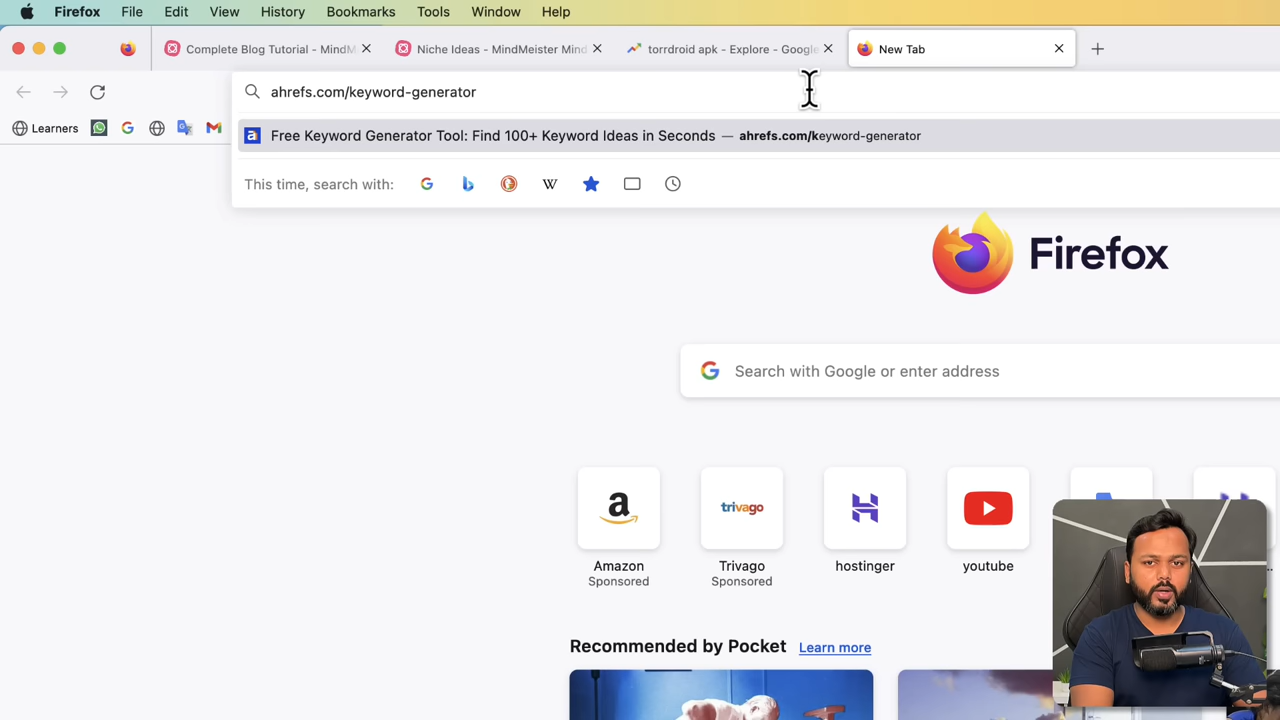 Firefox File Edit View History Bookmarks Tools Window Help
Complete Blog Tutorial - MindM
Niche Ideas - MindMeister Mind
torrdroid apk - Explore - Google
New Tab
ahrefs.com/keyword-generator
Learners
Free Keyword Generator Tool: Find 100+ Keyword Ideas in Seconds — ahrefs.com/keyword-generator
This time, search with:
Firefox
Search with Google or enter address
Amazon
Sponsored
Trivago
Sponsored
hostinger
youtube
trivago
Recommended by Pocket Learn more